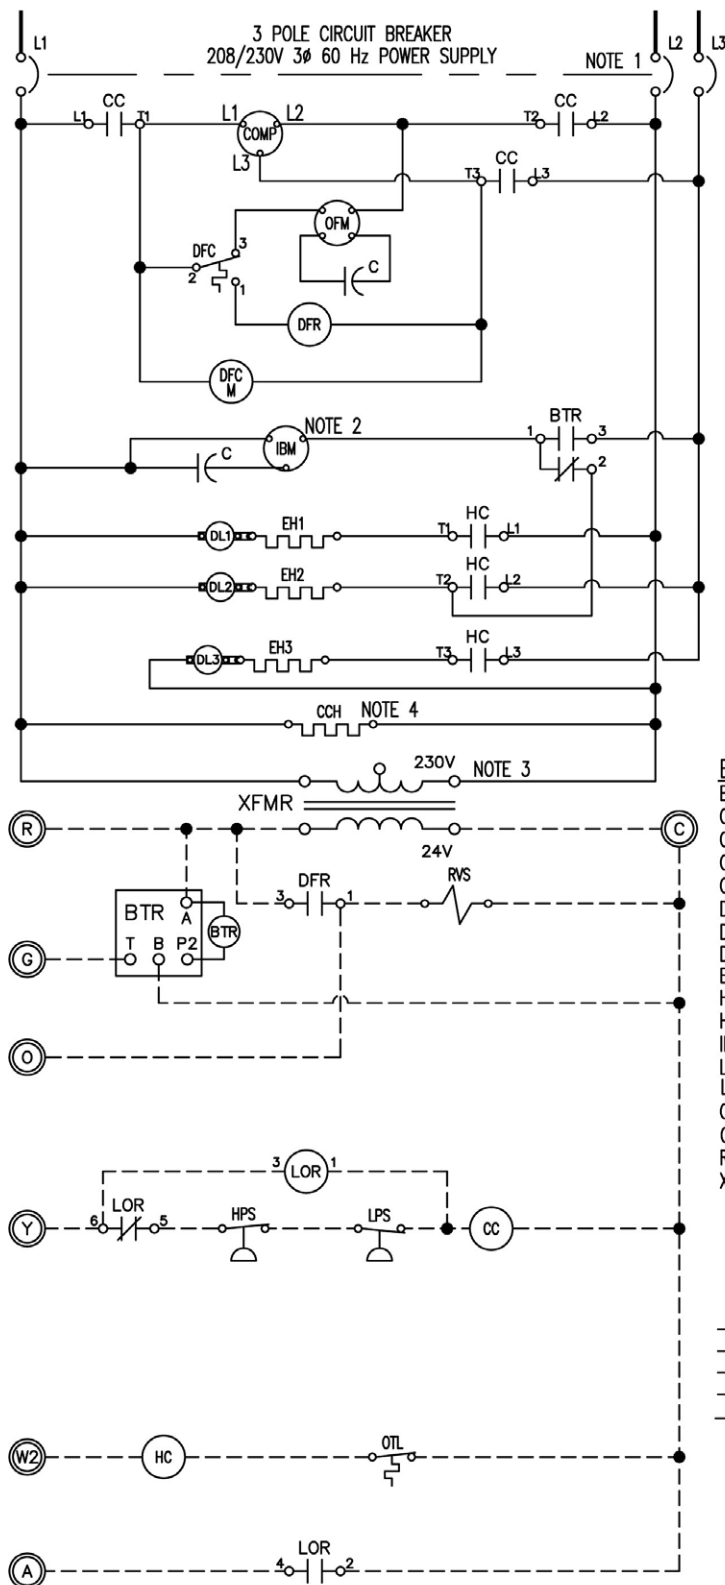 3 POLE CIRCUIT BREAKER
208/230V 3ø 60 Hz POWER SUPPLY
L1
NOTE 1
L2
L3
L1
CC
T1
L1
COMP
L2
L3
T2
CC
L2
T3
CC
L3
OFM
C
DFC
3
2
1
DFR
DFC
M
IBM
NOTE 2
C
BTR
1
3
2
DL1
EH1
T1
HC
L1
DL2
EH2
T2
HC
L2
DL3
EH3
T3
HC
L3
CCH
NOTE 4
230V
NOTE 3
XFMR
24V
R
C
DFR
3
1
RVS
BTR
A
BTR
T
B
P2
G
O
3
LOR
1
Y
LOR
6
5
HPS
LPS
CC
W2
HC
OTL
A
LOR
4
2